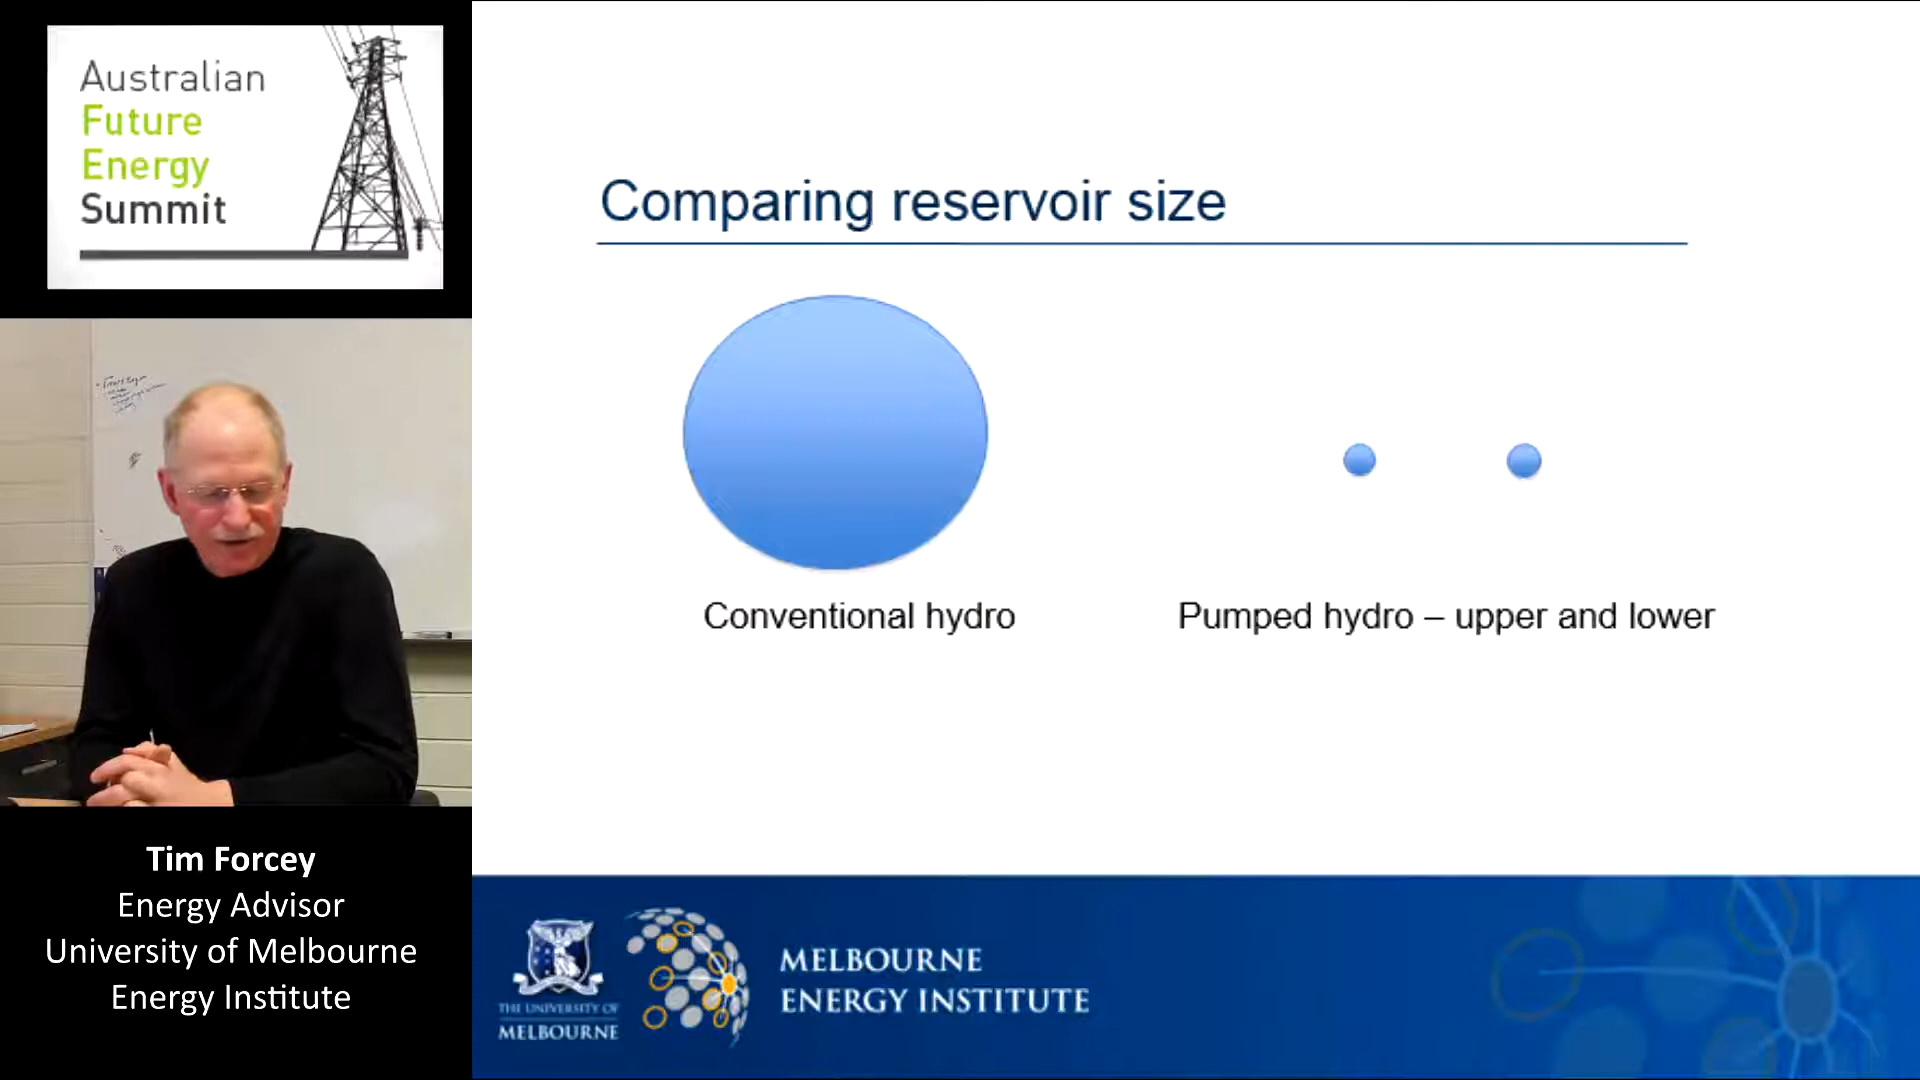 Australian
Future
Energy
Summit
Tim Forcey
Energy Advisor
University of Melbourne
Energy Institute
Comparing reservoir size
Conventional hydro
Pumped hydro – upper and lower
THE UNIVERSITY OF
MELBOURNE
MELBOURNE
ENERGY INSTITUTE